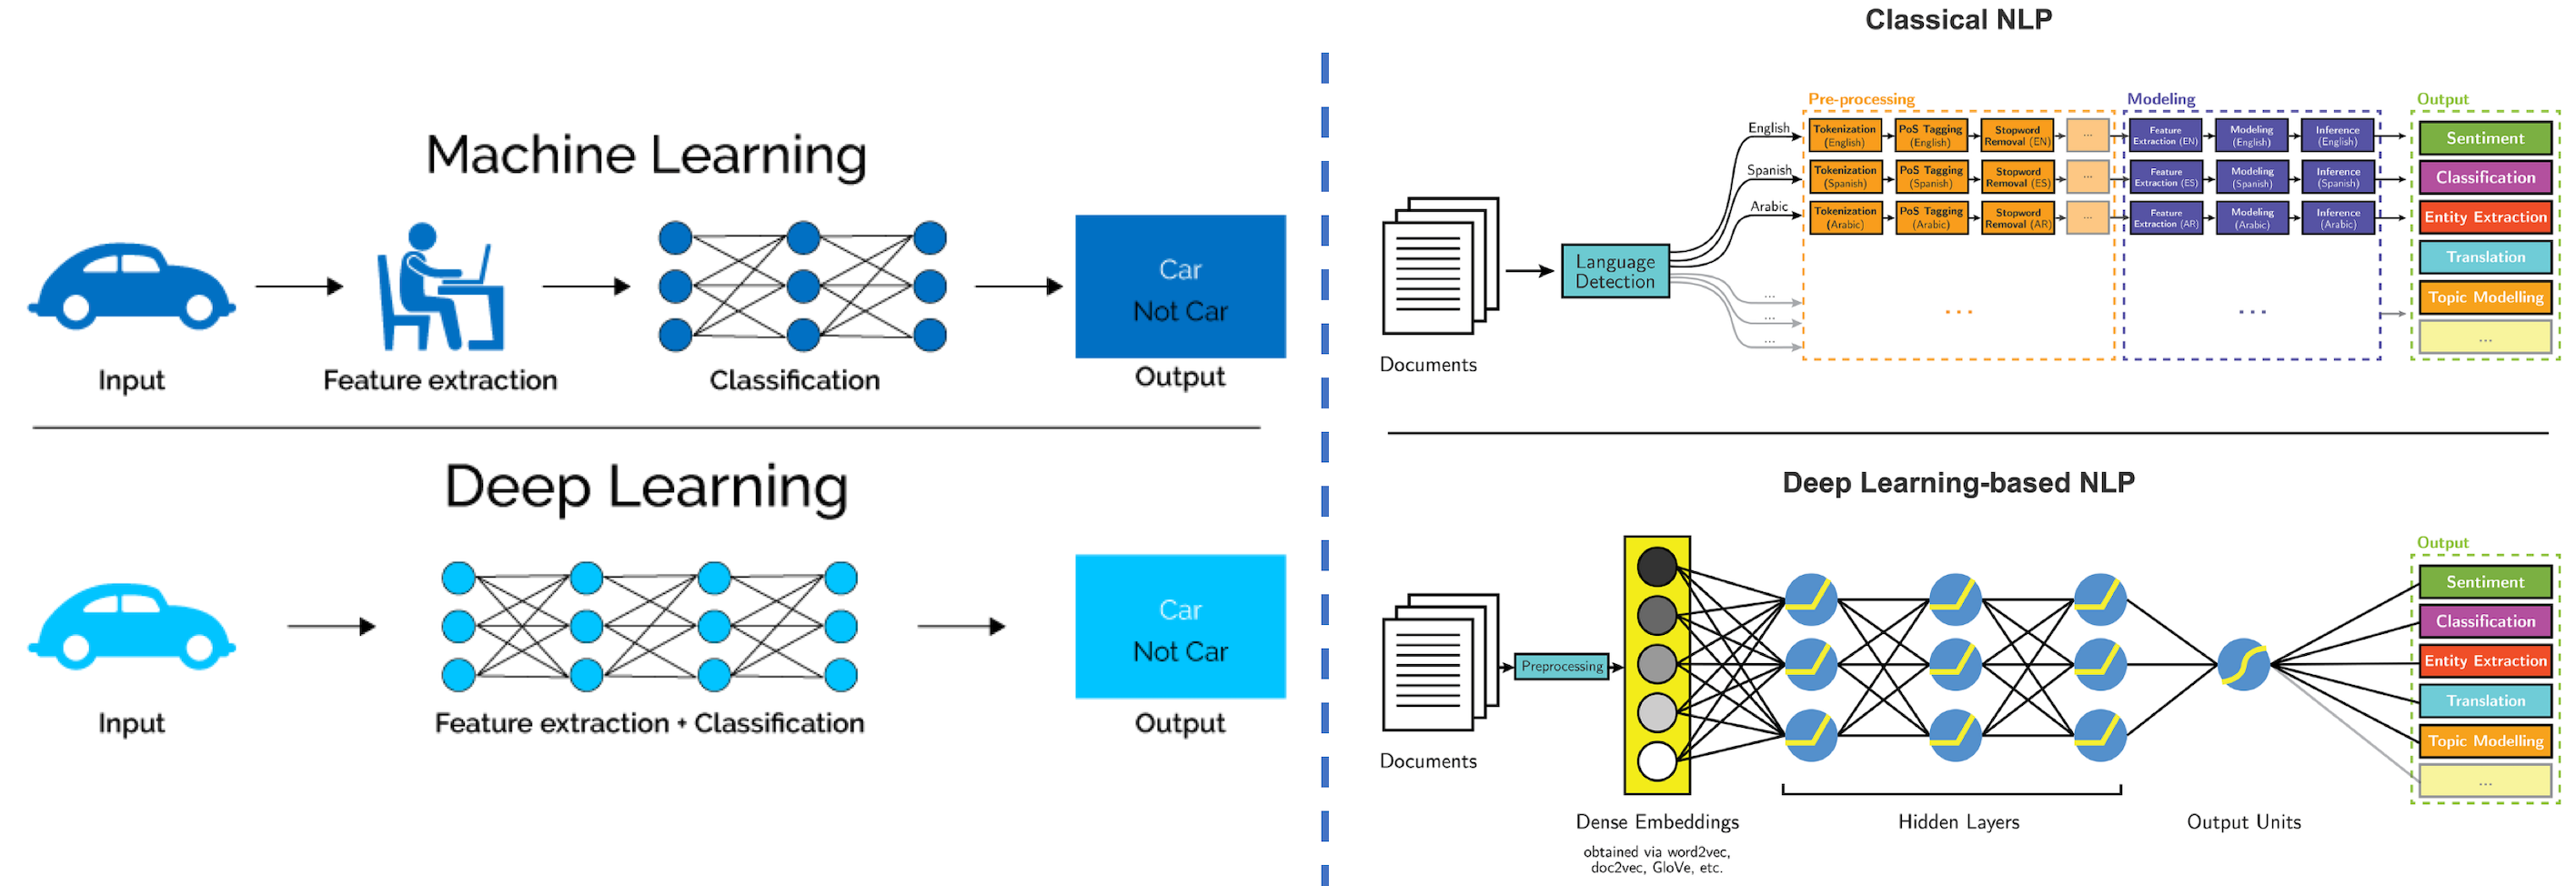 Machine Learning
Input
Feature extraction
Classification
Car
Not Car
Output
Deep Learning
Input
Feature extraction + Classification
Car
Not Car
Output
Classical NLP
Documents
Language
Detection
English
Spanish
Arabic
...
...
...
Pre-processing
Tokenization
(English)
PoS Tagging
(English)
Stopword
Removal (EN)
...
Tokenization
(Spanish)
PoS Tagging
(Spanish)
Stopword
Removal (ES)
...
Tokenization
(Arabic)
PoS Tagging
(Arabic)
Stopword
Removal (AR)
...
...
Modeling
Feature
Extraction (EN)
Modeling
(English)
Inference
(English)
Feature
Extraction (ES)
Modeling
(Spanish)
Inference
(Spanish)
Feature
Extraction (AR)
Modeling
(Arabic)
Inference
(Arabic)
...
Output
Sentiment
Classification
Entity Extraction
Translation
Topic Modelling
...
Deep Learning-based NLP
Documents
Preprocessing
Dense Embeddings
obtained via word2vec,
doc2vec, GloVe, etc.
Hidden Layers
Output Units
Output
Sentiment
Classification
Entity Extraction
Translation
Topic Modelling
...